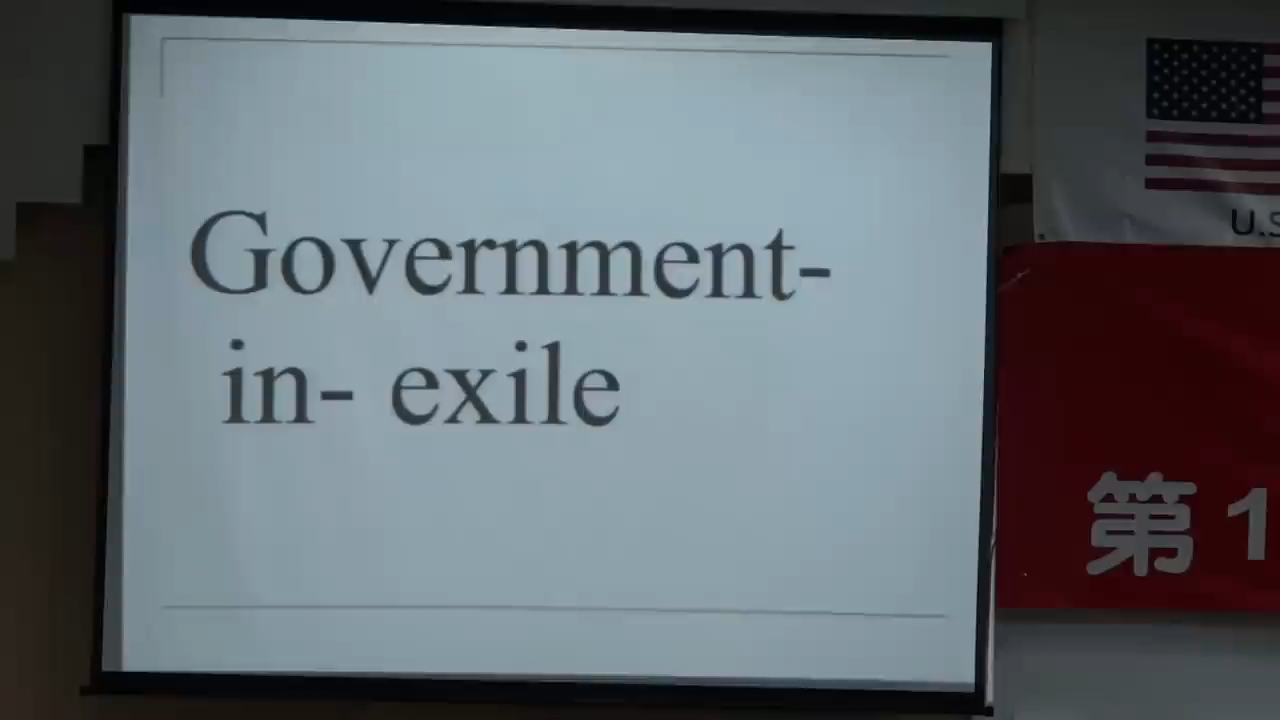 Government-
in- exile
U.S
第 1